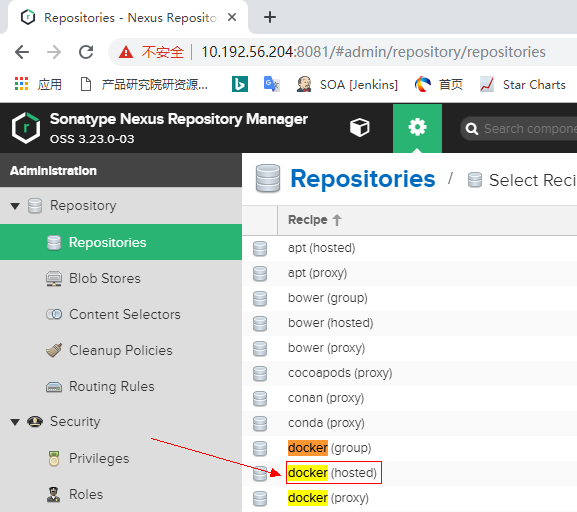 Repositories - Nexus Reposito
不安全
10.192.56.204:8081/#admin/repository/repositories
应用
产品研究院研资源...
SOA [Jenkins]
首页
Star Charts
Sonatype Nexus Repository Manager
OSS 3.23.0-03
Search compone
Administration
Repositories / Select Reci
Repository
Recipe
Repositories
apt (hosted)
apt (proxy)
Blob Stores
bower (group)
Content Selectors
bower (hosted)
bower (proxy)
Cleanup Policies
cocoapods (proxy)
Routing Rules
conan (proxy)
conda (proxy)
Security
docker (group)
Privileges
docker (hosted)
Roles
docker (proxy)